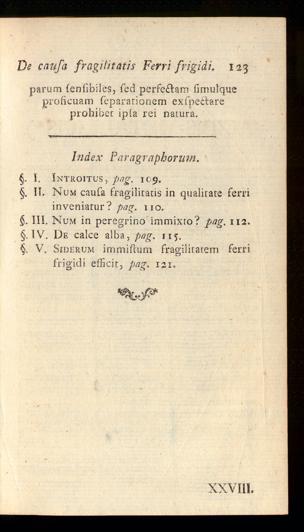 De cauſa fragilitatis Ferri frigidi. 123
parum ſenſibiles, ſed perfectam ſimulque
proficuam ſeparationem exſpectare
prohibet ipſa rei natura.
Index Paragraphorum.
§. I. INTROITUS, pag. 109.
§. II. NUM cauſa fragilitatis in qualitate ferri
inveniatur? pag. 110.
§. III. NUM in peregrino immixto? pag. 112.
§. IV. DE calce alba, pag. 115.
§. V. SIDERUM immiſtum fragilitatem ferri
frigidi efficit, pag. 121.
XXVIII.